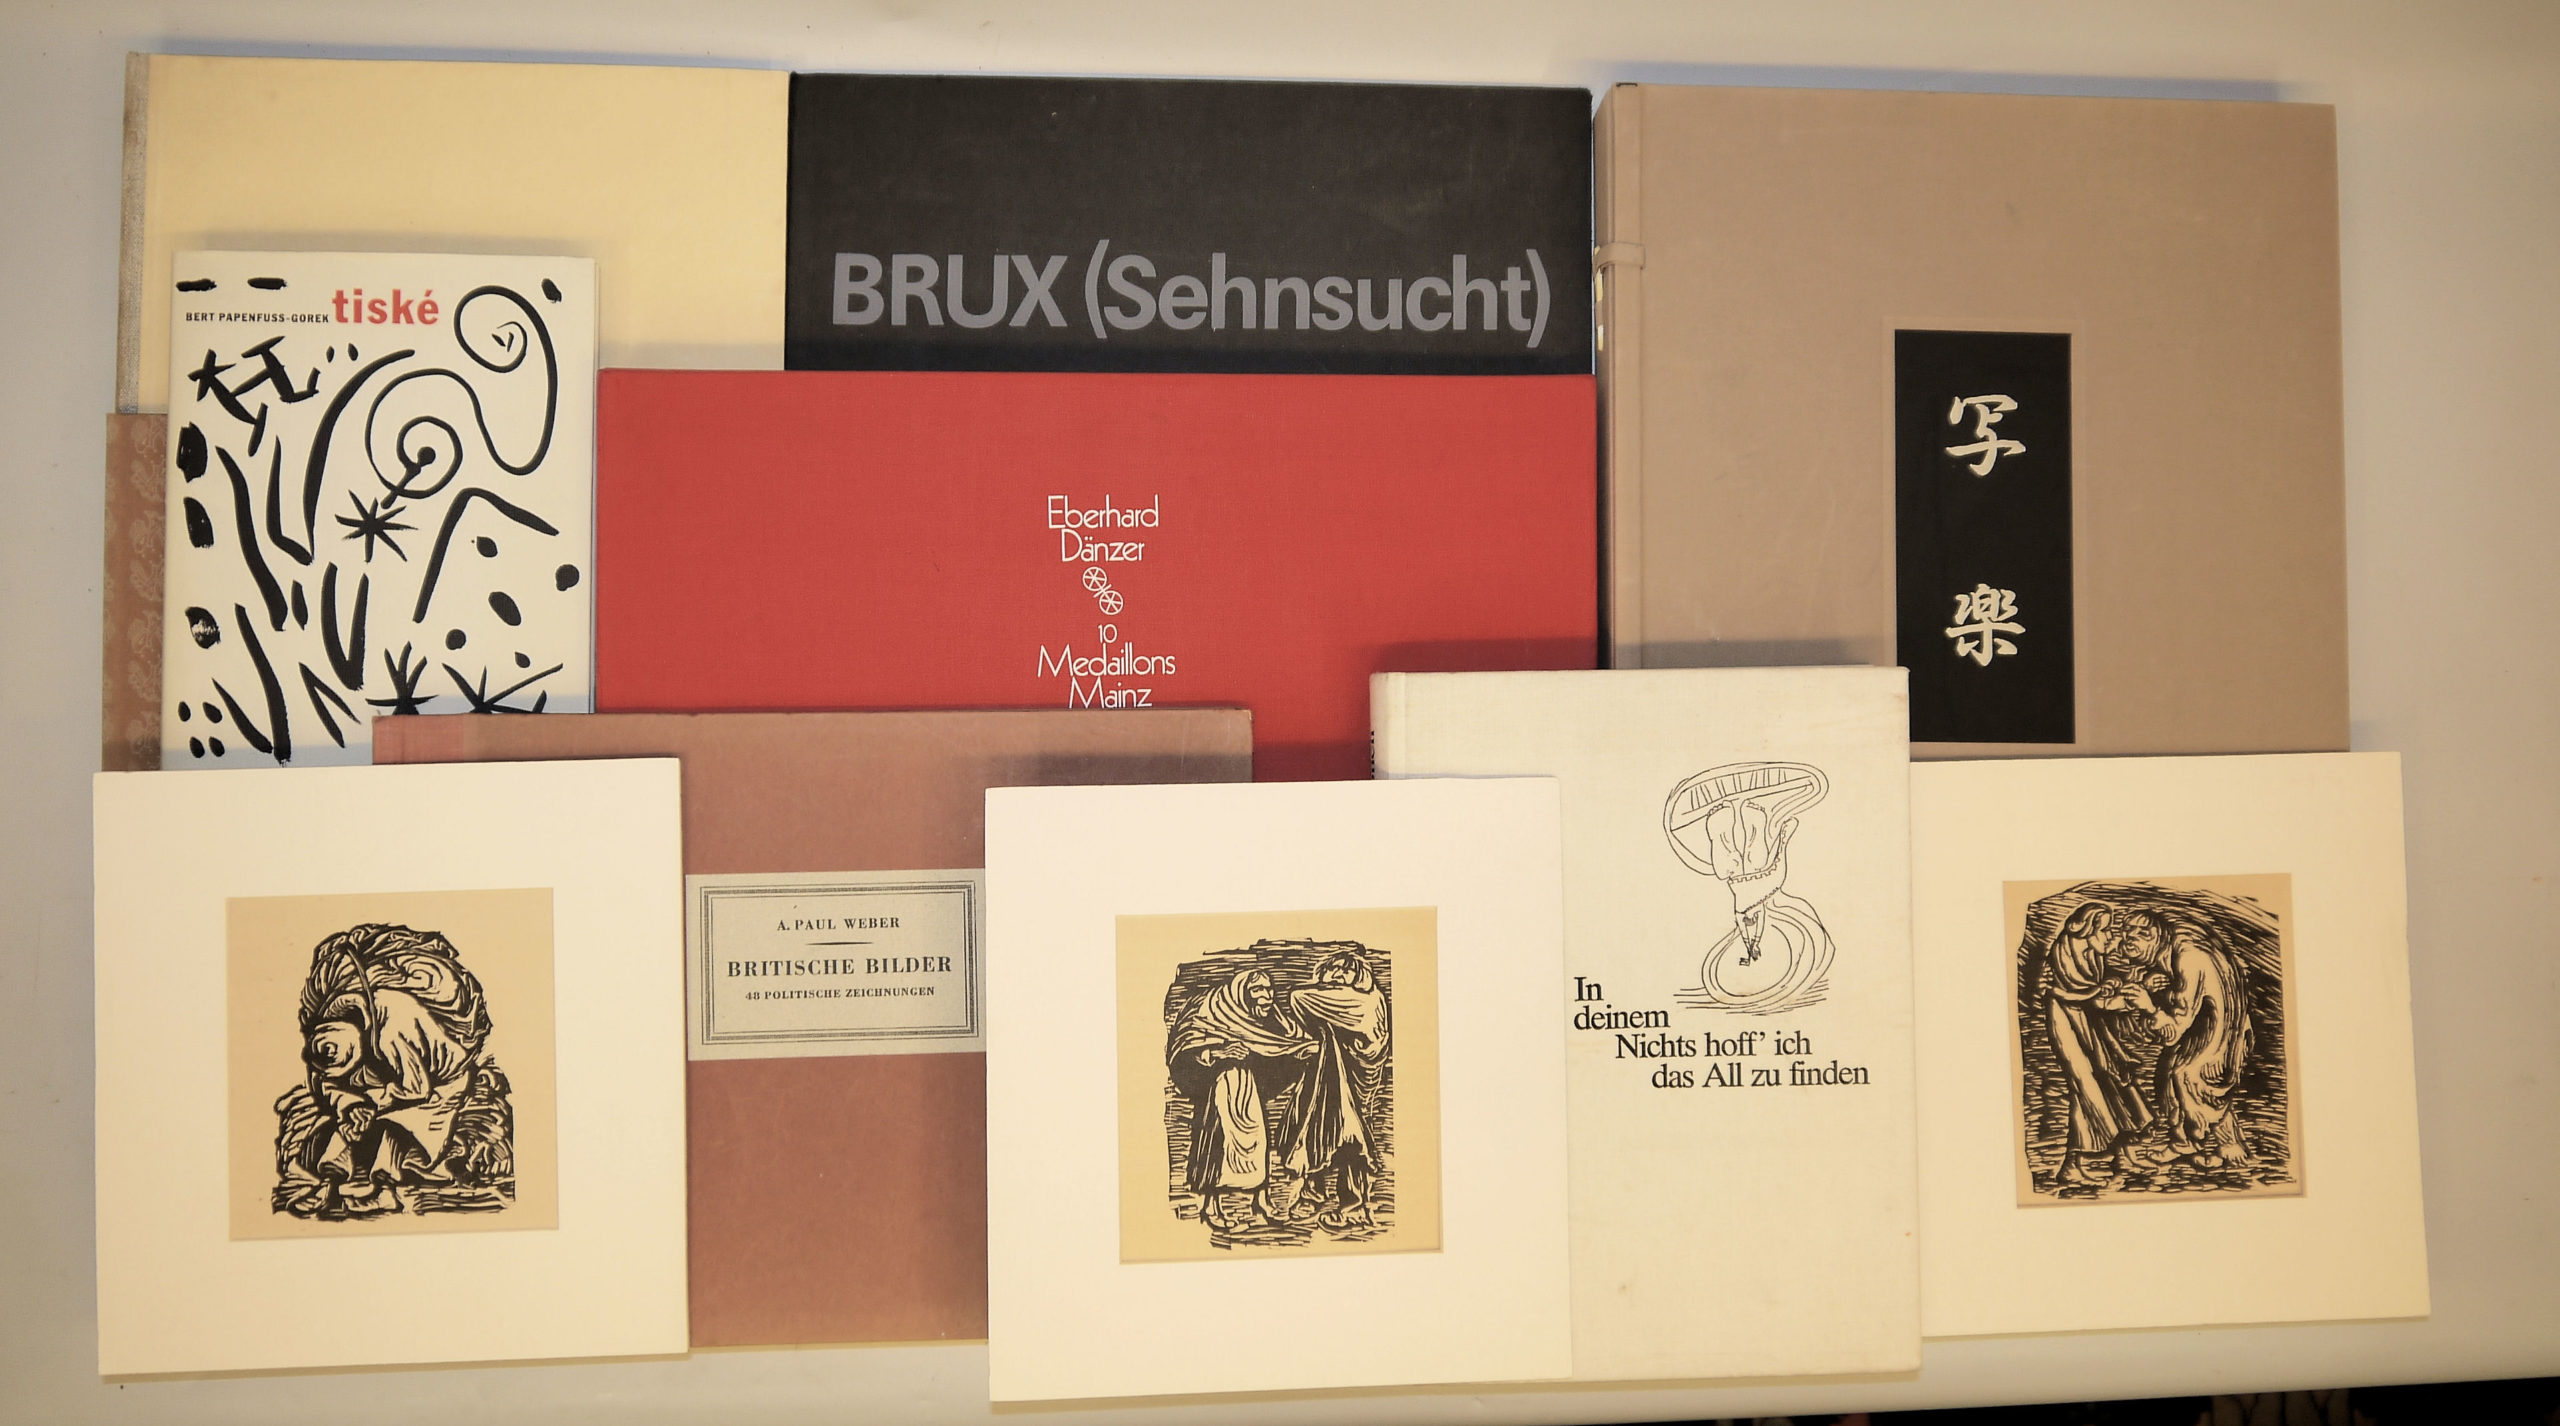 BRUX (Sehnsucht)
BERT PAPENFUSS-GOREK tiské
写
楽
Eberhard
Dänzer
10
Medaillons
Mainz
A. PAUL WEBER
BRITISCHE BILDER
48 POLITISCHE ZEICHNUNGEN
In
deinem
Nichts hoff' ich
das All zu finden